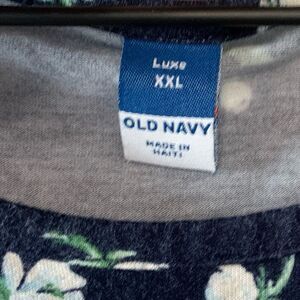 Luxe
XXL
OLD NAVY
MADE IN
HAITI